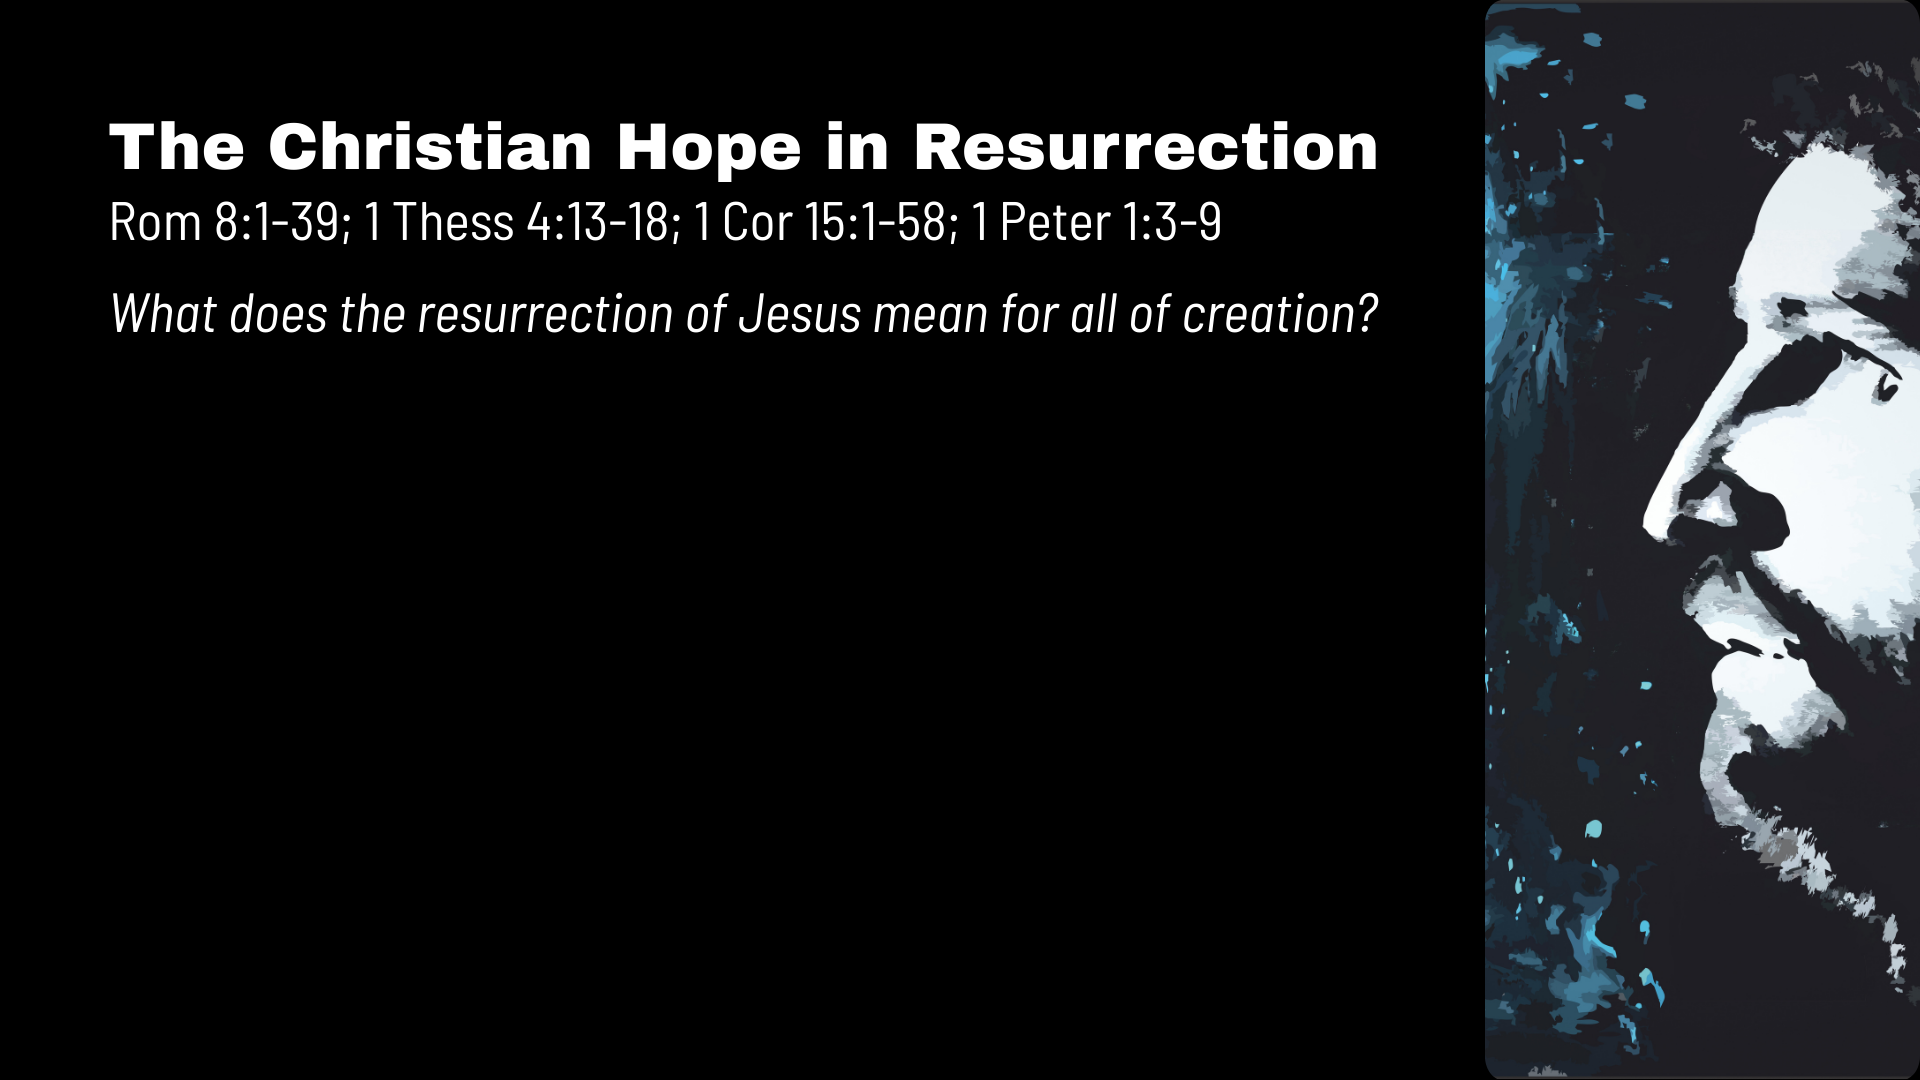 The Christian Hope in Resurrection
Rom 8:1-39; 1 Thess 4:13-18; 1 Cor 15:1-58; 1 Peter 1:3-9
What does the resurrection of Jesus mean for all of creation?